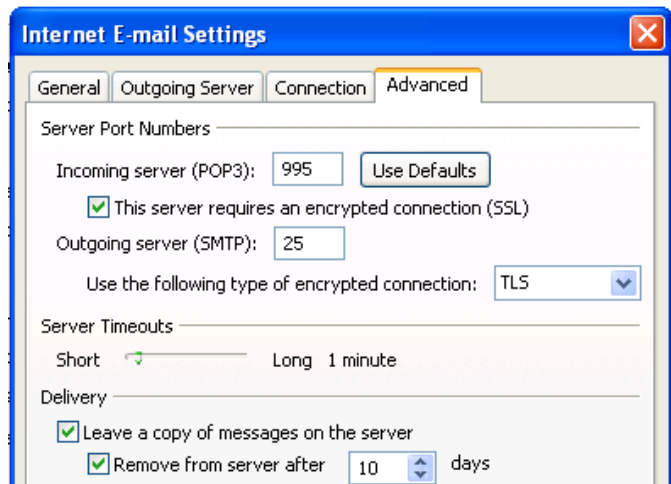 Internet E-mail Settings
General Outgoing Server Connection Advanced
Server Port Numbers
Incoming server (POP3): 995 Use Defaults
This server requires an encrypted connection (SSL)
Outgoing server (SMTP): 25
Use the following type of encrypted connection: TLS
Server Timeouts
Short Long 1 minute
Delivery
Leave a copy of messages on the server
Remove from server after 10 days